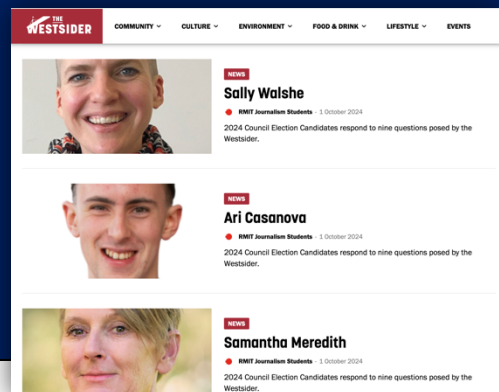 THE
WESTSIDER
COMMUNITY CULTURE ENVIRONMENT FOOD & DRINK LIFESTYLE EVENTS
NEWS
Sally Walshe
RMIT Journalism Students - 1 October 2024
2024 Council Election Candidates respond to nine questions posed by the
Westsider.
NEWS
Ari Casanova
RMIT Journalism Students - 1 October 2024
2024 Council Election Candidates respond to nine questions posed by the
Westsider.
NEWS
Samantha Meredith
RMIT Journalism Students - 1 October 2024
2024 Council Election Candidates respond to nine questions posed by the
Westsider.